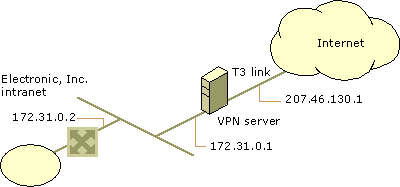 Internet
T3 link
Electronic, Inc.
intranet
207.46.130.1
172.31.0.2
VPN server
172.31.0.1